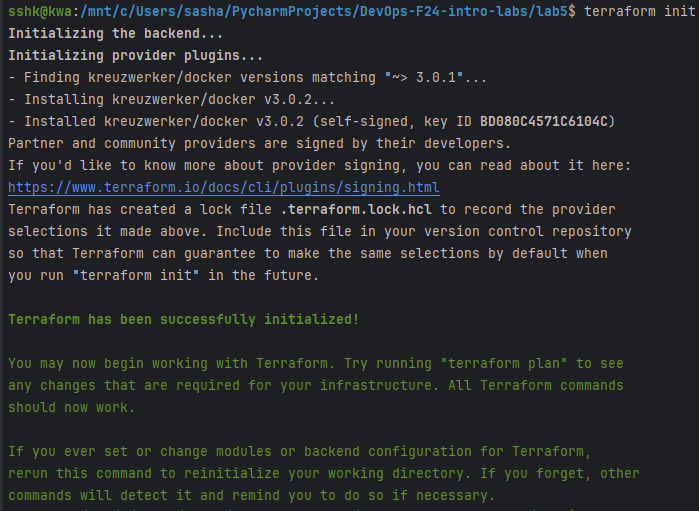 sshk@kwa:/mnt/c/Users/sasha/PycharmProjects/DevOps-F24-intro-labs/lab5$ terraform init
Initializing the backend...
Initializing provider plugins...
- Finding kreuzwerker/docker versions matching "~> 3.0.1"...
- Installing kreuzwerker/docker v3.0.2...
- Installed kreuzwerker/docker v3.0.2 (self-signed, key ID BD080C4571C6104C)
Partner and community providers are signed by their developers.
If you'd like to know more about provider signing, you can read about it here:
https://www.terraform.io/docs/cli/plugins/signing.html
Terraform has created a lock file .terraform.lock.hcl to record the provider
selections it made above. Include this file in your version control repository
so that Terraform can guarantee to make the same selections by default when
you run "terraform init" in the future.
Terraform has been successfully initialized!
You may now begin working with Terraform. Try running "terraform plan" to see
any changes that are required for your infrastructure. All Terraform commands
should now work.
If you ever set or change modules or backend configuration for Terraform,
rerun this command to reinitialize your working directory. If you forget, other
commands will detect it and remind you to do so if necessary.